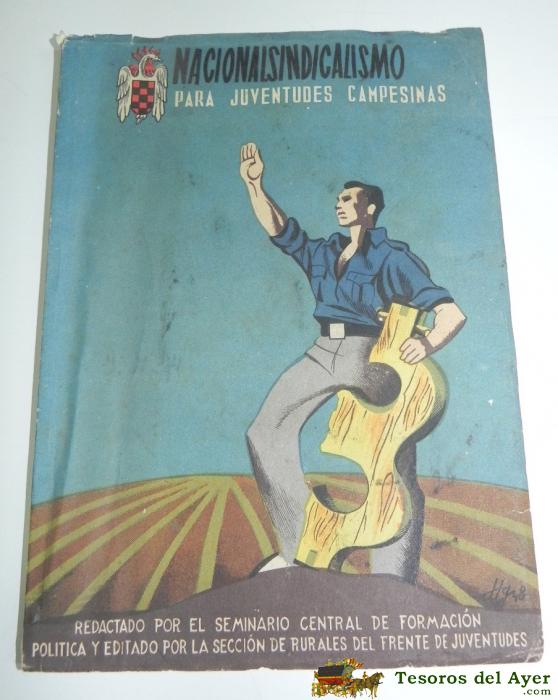 NACIONALSINDICALISMO
PARA JUVENTUDES CAMPESINAS
REDACTADO POR EL SEMINARIO CENTRAL DE FORMACIÓN
POLITICA Y EDITADO POR LA SECCIÓN DE RURALES DEL FRENTE DE JUVENTUDES
Tesoros del Ayer
.com